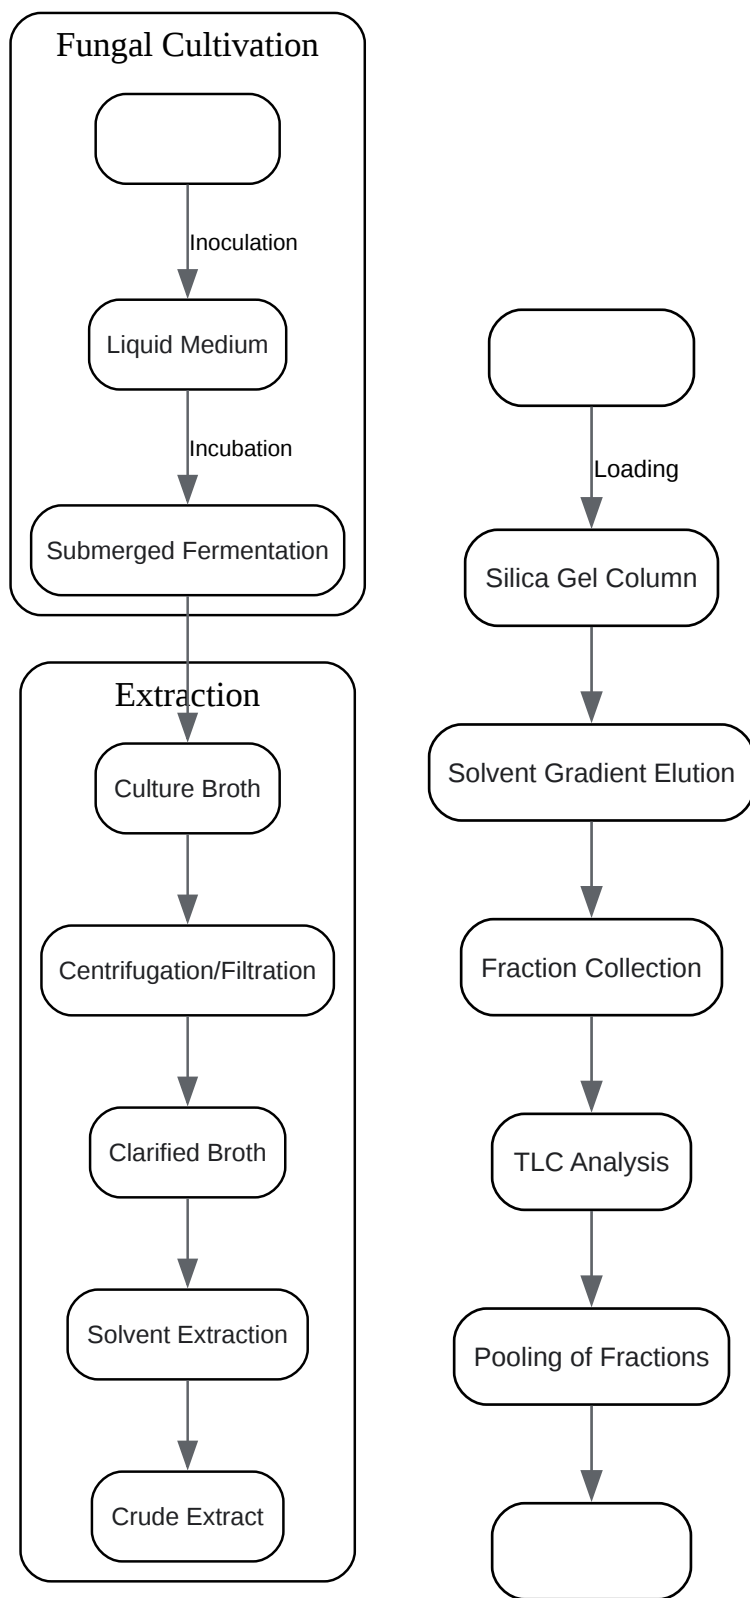 Fungal Cultivation
Inoculation
Liquid Medium
Incubation
Submerged Fermentation
Extraction
Culture Broth
Centrifugation/Filtration
Clarified Broth
Solvent Extraction
Crude Extract
Loading
Silica Gel Column
Solvent Gradient Elution
Fraction Collection
TLC Analysis
Pooling of Fractions